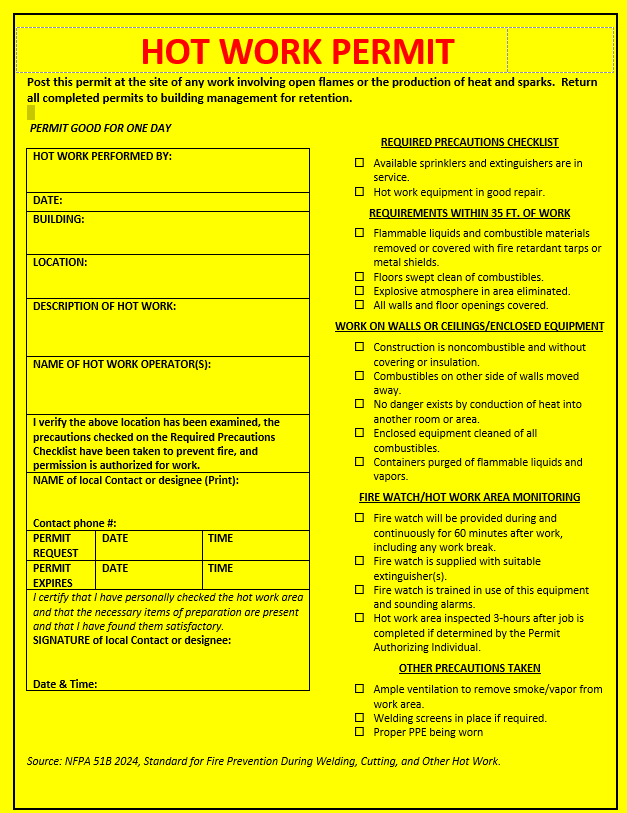 HOT WORK PERMIT
Post this permit at the site of any work involving open flames or the production of heat and sparks.  Return
all completed permits to building management for retention.
PERMIT GOOD FOR ONE DAY
HOT WORK PERFORMED BY:
DATE:
BUILDING:
LOCATION:
DESCRIPTION OF HOT WORK:
NAME OF HOT WORK OPERATOR(S):
I verify the above location has been examined, the
precautions checked on the Required Precautions
Checklist have been taken to prevent fire, and
permission is authorized for work.
NAME of local Contact or designee (Print):
Contact phone #:
PERMIT DATE TIME
REQUEST
PERMIT DATE TIME
EXPIRES
I certify that I have personally checked the hot work area
and that the necessary items of preparation are present
and that I have found them satisfactory.
SIGNATURE of local Contact or designee:
Date & Time:
REQUIRED PRECAUTIONS CHECKLIST
☐ Available sprinklers and extinguishers are in
service.
☐ Hot work equipment in good repair.
REQUIREMENTS WITHIN 35 FT. OF WORK
☐ Flammable liquids and combustible materials
removed or covered with fire retardant tarps or
metal shields.
☐ Floors swept clean of combustibles.
☐ Explosive atmosphere in area eliminated.
☐ All walls and floor openings covered.
WORK ON WALLS OR CEILINGS/ENCLOSED EQUIPMENT
☐ Construction is noncombustible and without
covering or insulation.
☐ Combustibles on other side of walls moved
away.
☐ No danger exists by conduction of heat into
another room or area.
☐ Enclosed equipment cleaned of all
combustibles.
☐ Containers purged of flammable liquids and
vapors.
FIRE WATCH/HOT WORK AREA MONITORING
☐ Fire watch will be provided during and
continuously for 60 minutes after work,
including any work break.
☐ Fire watch is supplied with suitable
extinguisher(s).
☐ Fire watch is trained in use of this equipment
and sounding alarms.
☐ Hot work area inspected 3-hours after job is
completed if determined by the Permit
Authorizing Individual.
OTHER PRECAUTIONS TAKEN
☐ Ample ventilation to remove smoke/vapor from
work area.
☐ Welding screens in place if required.
☐ Proper PPE being worn
Source: NFPA 51B 2024, Standard for Fire Prevention During Welding, Cutting, and Other Hot Work.